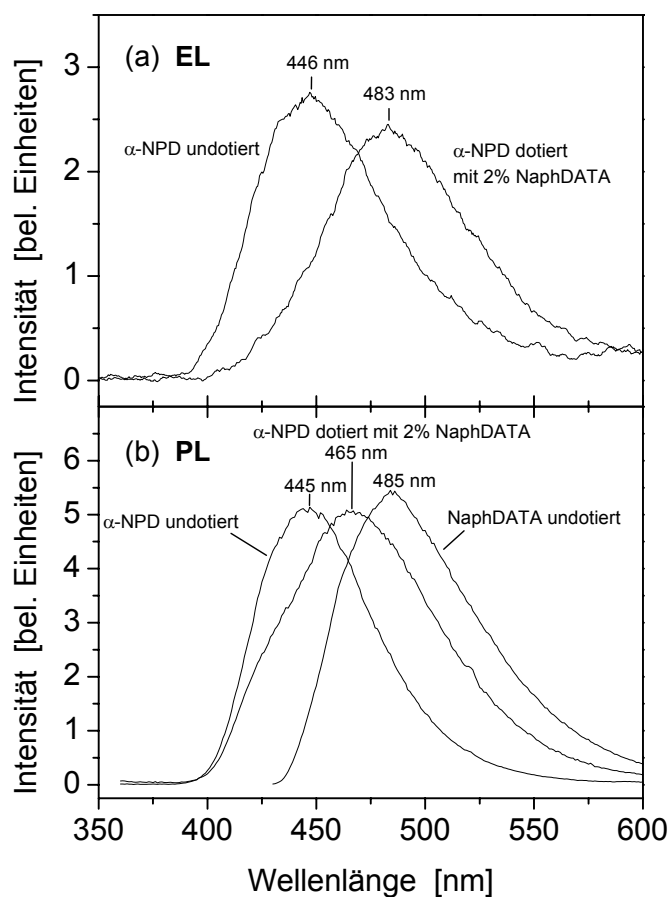 (a) EL
446 nm
483 nm
α-NPD undotiert
α-NPD dotiert
mit 2% NaphDATA
Intensität [bel. Einheiten]
3
2
1
0
(b) PL
α-NPD dotiert mit 2% NaphDATA
465 nm
445 nm
485 nm
α-NPD undotiert
NaphDATA undotiert
Intensität [bel. Einheiten]
6
5
4
3
2
1
0
350 400 450 500 550 600
Wellenlänge [nm]